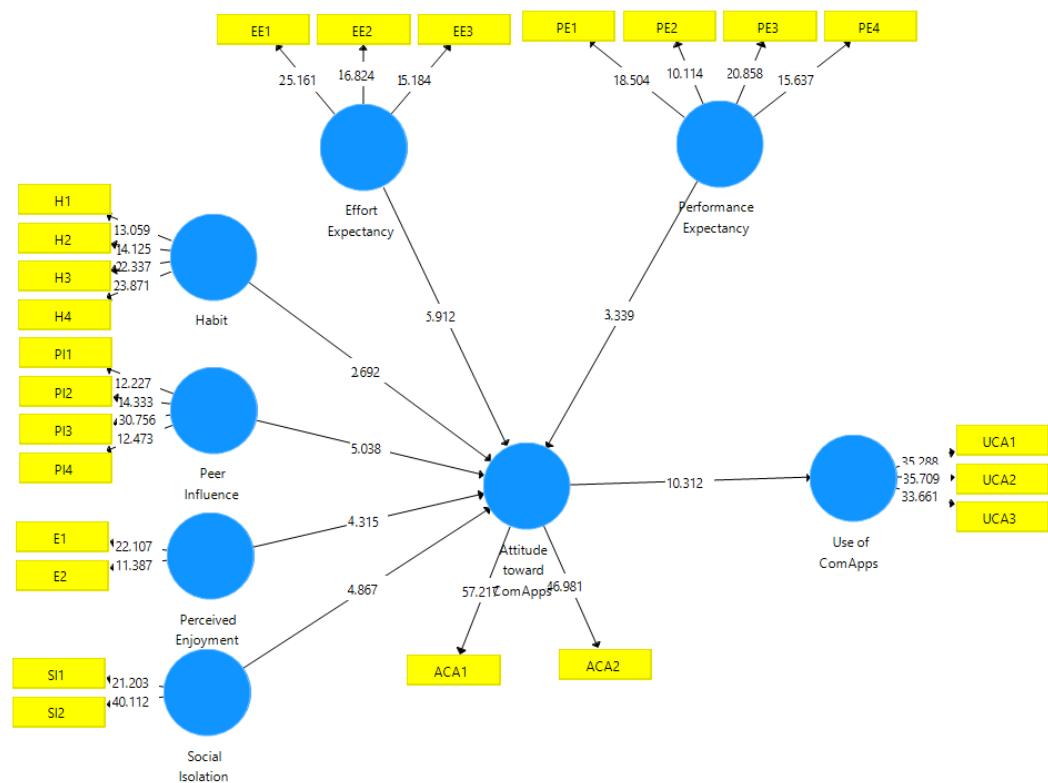 EE1
EE2
EE3
PE1
PE2
PE3
PE4
25.161
16.824
15.184
18.504
10.114
20.858
15.637
Effort
Expectancy
Performance
Expectancy
H1
H2
H3
H4
13.059
14.125
22.337
23.871
Habit
5.912
3.339
2.692
PI1
PI2
PI3
PI4
12.227
14.333
30.756
12.473
Peer
Influence
5.038
E1
E2
22.107
11.387
Perceived
Enjoyment
4.315
SI1
SI2
21.203
40.112
Social
Isolation
4.867
Attitude
toward
ComApps
57.217
46.981
ACA1
ACA2
10.312
Use of
ComApps
35.288
35.709
33.661
UCA1
UCA2
UCA3